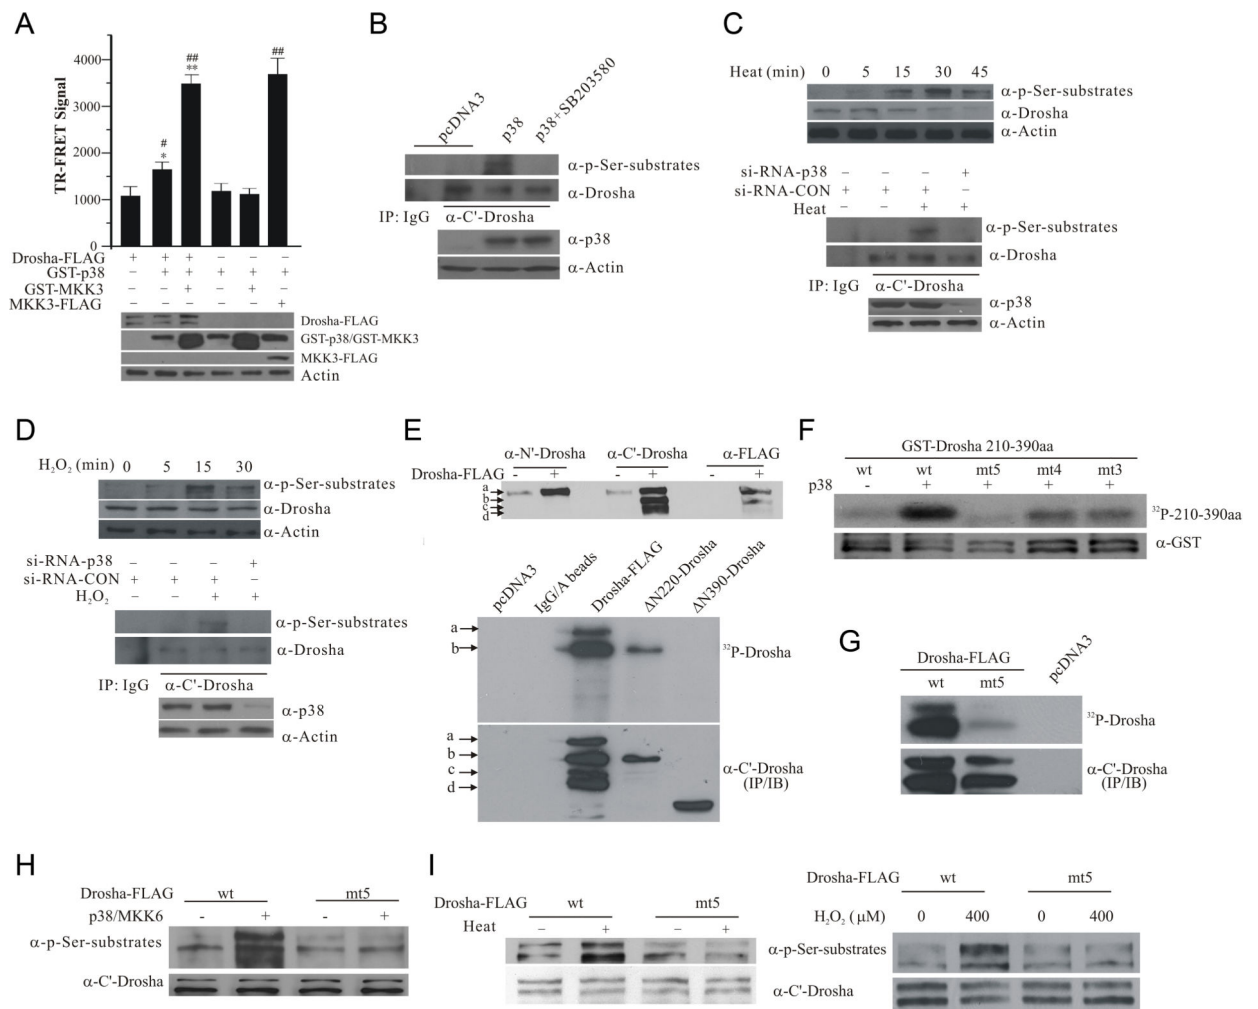 A
TR-FRET Signal
4000
3000
2000
1000
0
#
*
##
**
##
Drosha-FLAG + + + − − −
GST-p38 − + + + + +
GST-MKK3 − − + − + −
MKK3-FLAG − − − − − +
Drosha-FLAG
GST-p38/GST-MKK3
MKK3-FLAG
Actin
B
pcDNA3 p38 p38+SB203580
α-p-Ser-substrates
α-Drosha
IP: IgG α-C'-Drosha
α-p38
α-Actin
C
Heat (min) 0 5 15 30 45
α-p-Ser-substrates
α-Drosha
α-Actin
si-RNA-p38 − − − +
si-RNA-CON + + + −
Heat − − + +
α-p-Ser-substrates
α-Drosha
IP: IgG α-C'-Drosha
α-p38
α-Actin
D
H₂O₂ (min) 0 5 15 30
α-p-Ser-substrates
α-Drosha
α-Actin
si-RNA-p38 − − − +
si-RNA-CON + + + −
H₂O₂ − − + +
α-p-Ser-substrates
α-Drosha
IP: IgG α-C'-Drosha
α-p38
α-Actin
E
α-N'-Drosha α-C'-Drosha α-FLAG
Drosha-FLAG - + - + - +
a
b
c
d
pcDNA3 IgG/A beads Drosha-FLAG ΔN220-Drosha ΔN390-Drosha
a
b
³²P-Drosha
a
b
c
d
α-C'-Drosha
(IP/IB)
F
GST-Drosha 210-390aa
wt wt mt5 mt4 mt3
p38 - + + + +
³²P-210-390aa
α-GST
G
Drosha-FLAG pcDNA3
wt mt5
³²P-Drosha
α-C'-Drosha
(IP/IB)
H
Drosha-FLAG wt mt5
p38/MKK6 - + - +
α-p-Ser-substrates
α-C'-Drosha
I
Drosha-FLAG wt mt5
Heat − + − +
Drosha-FLAG wt mt5
H₂O₂ (μM) 0 400 0 400
α-p-Ser-substrates
α-C'-Drosha